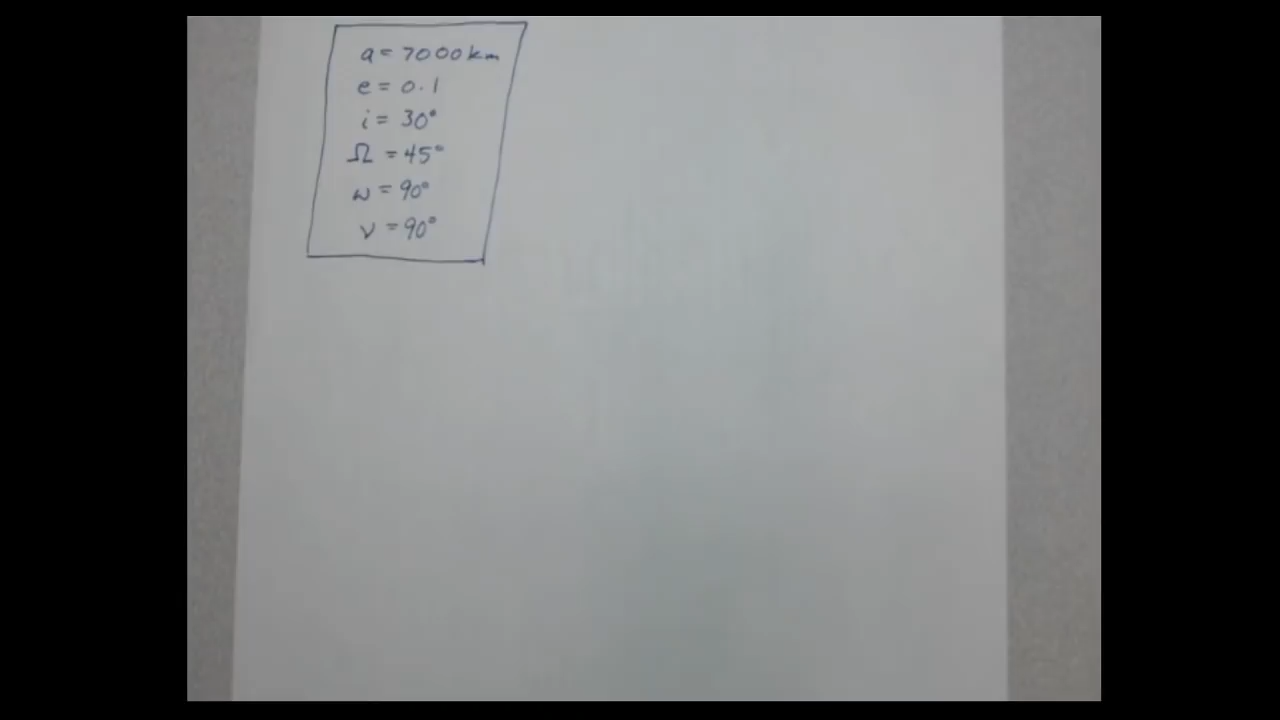 a = 7000 km
e = 0.1
i = 30°
Ω = 45°
ω = 90°
ν = 90°